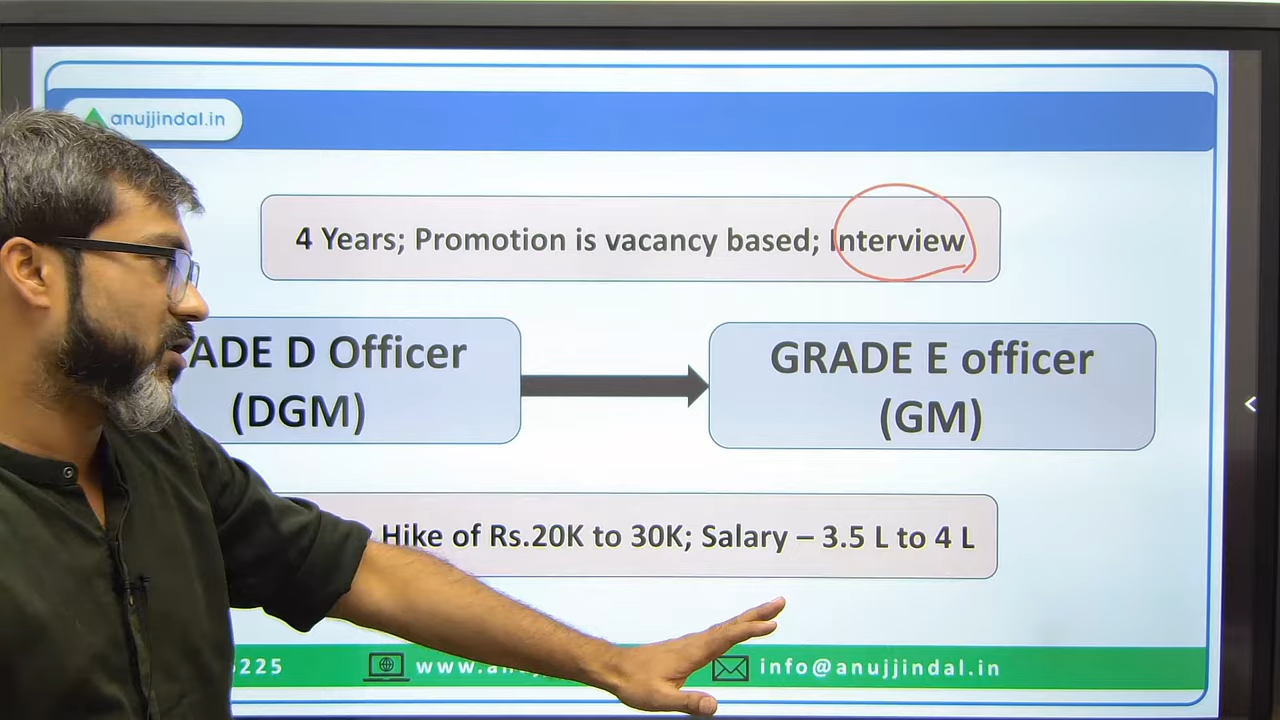 anujjindal.in
4 Years; Promotion is vacancy based; Interview
ADE D Officer
(DGM)
GRADE E officer
(GM)
Hike of Rs.20K to 30K; Salary – 3.5 L to 4 L
5225
www.
info@anujjindal.in